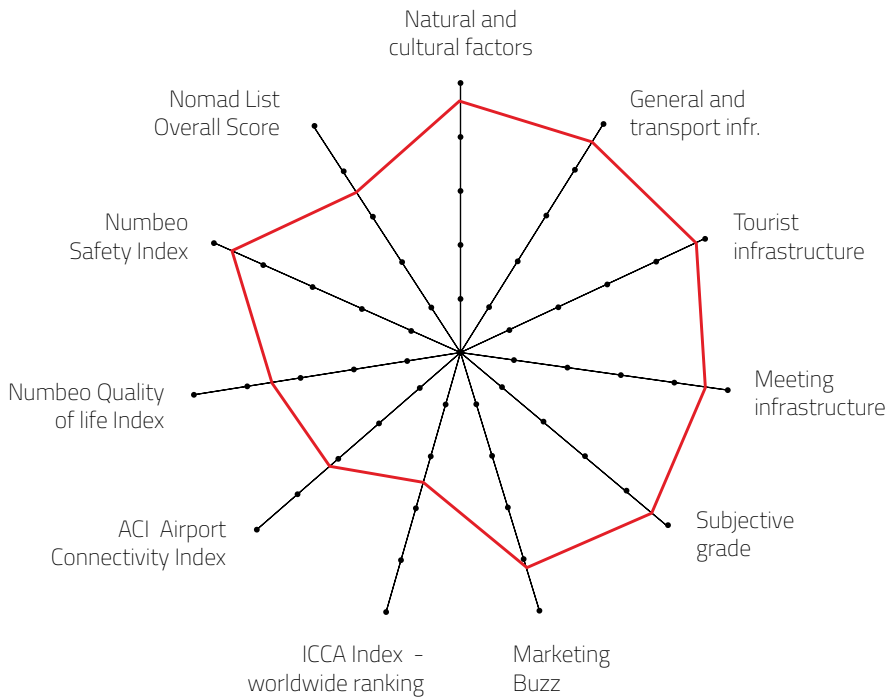 Natural and
cultural factors
General and
transport infr.
Tourist
infrastructure
Meeting
infrastructure
Subjective
grade
Marketing
Buzz
ICCA Index -
worldwide ranking
ACI Airport
Connectivity Index
Numbeo Quality
of life Index
Numbeo
Safety Index
Nomad List
Overall Score